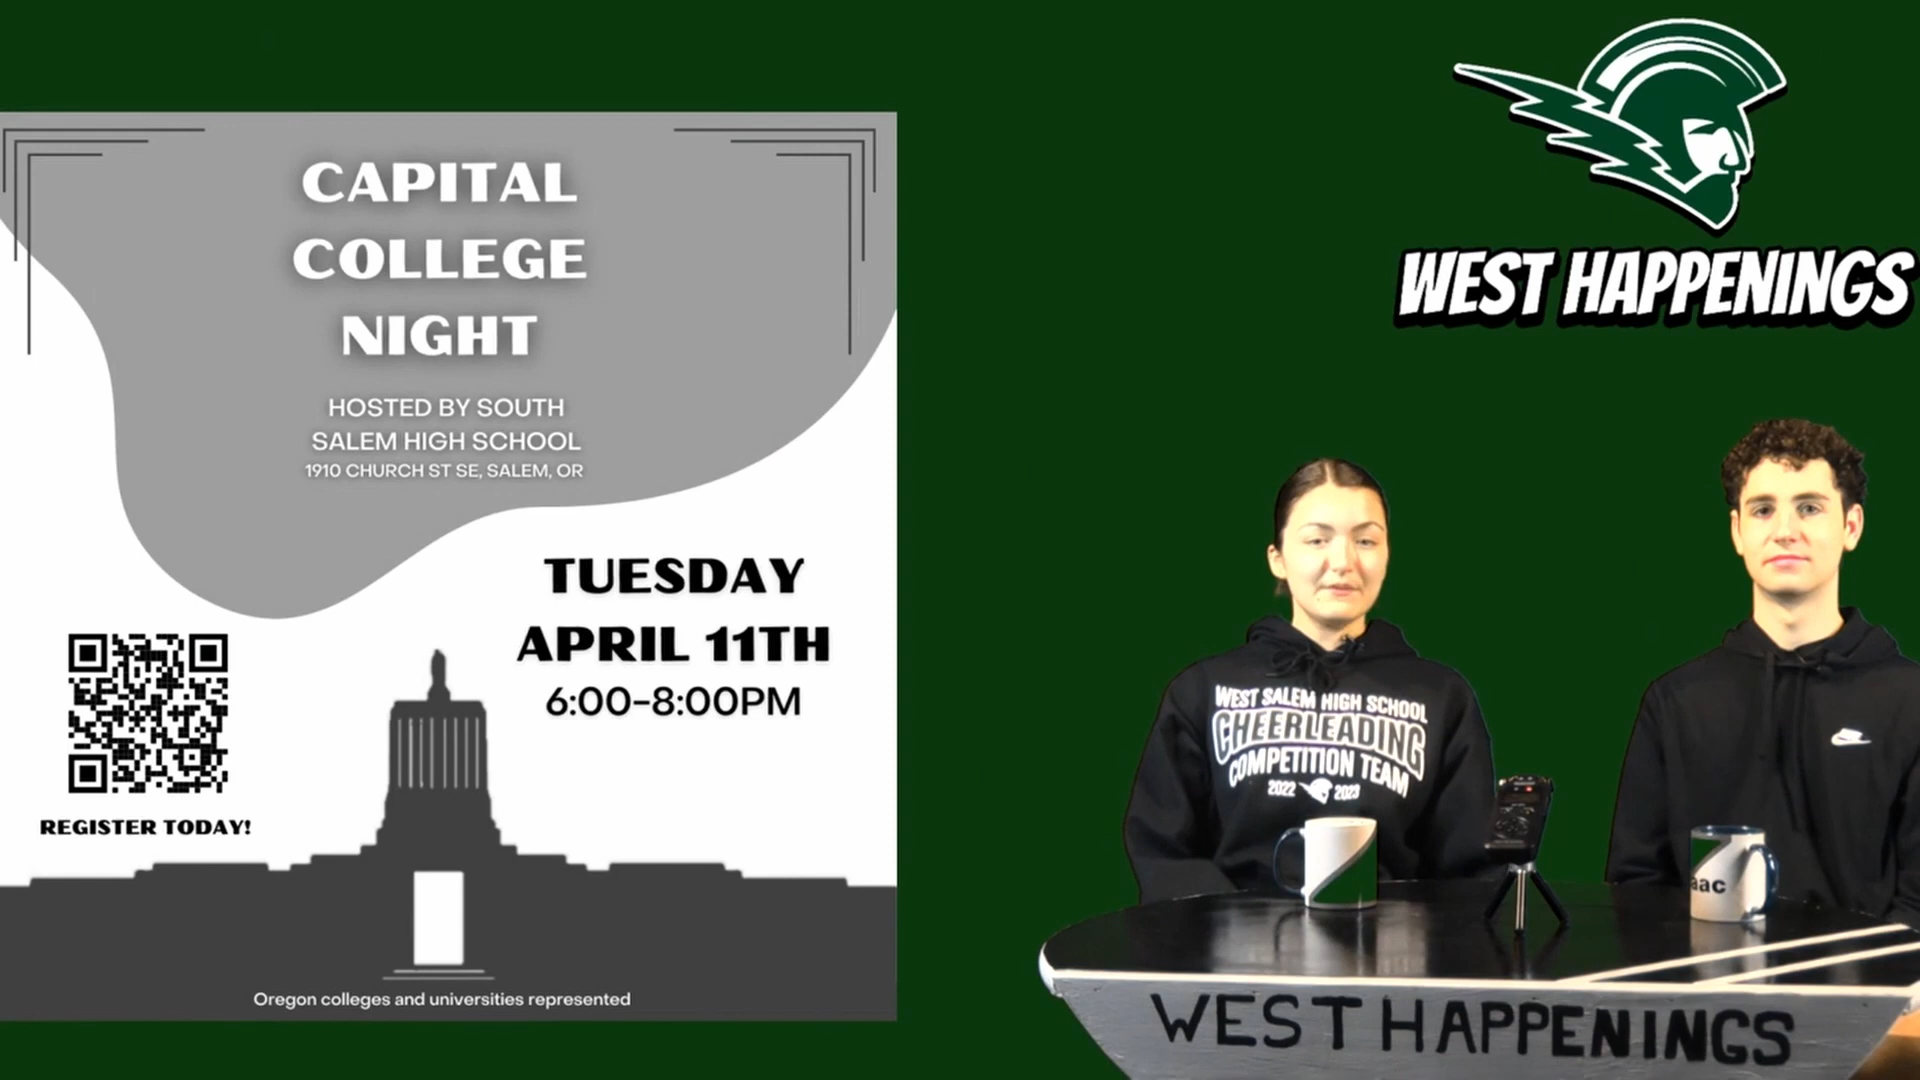 CAPITAL
COLLEGE
NIGHT
HOSTED BY SOUTH
SALEM HIGH SCHOOL
1910 CHURCH ST SE, SALEM, OR
TUESDAY
APRIL 11TH
6:00-8:00PM
REGISTER TODAY!
Oregon colleges and universities represented
WEST HAPPENINGS
WEST SALEM HIGH SCHOOL
CHEERLEADING
COMPETITION TEAM
2022 2023
aac
WEST HAPPENINGS